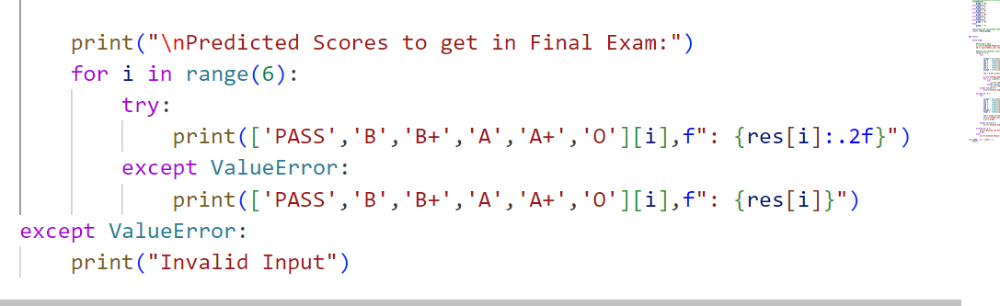 print("\nPredicted Scores to get in Final Exam:")
for i in range(6):
try:
print(['PASS','B','B+','A','A+','O'][i],f": {res[i]:.2f}")
except ValueError:
print(['PASS','B','B+','A','A+','O'][i],f": {res[i]}")
except ValueError:
print("Invalid Input")